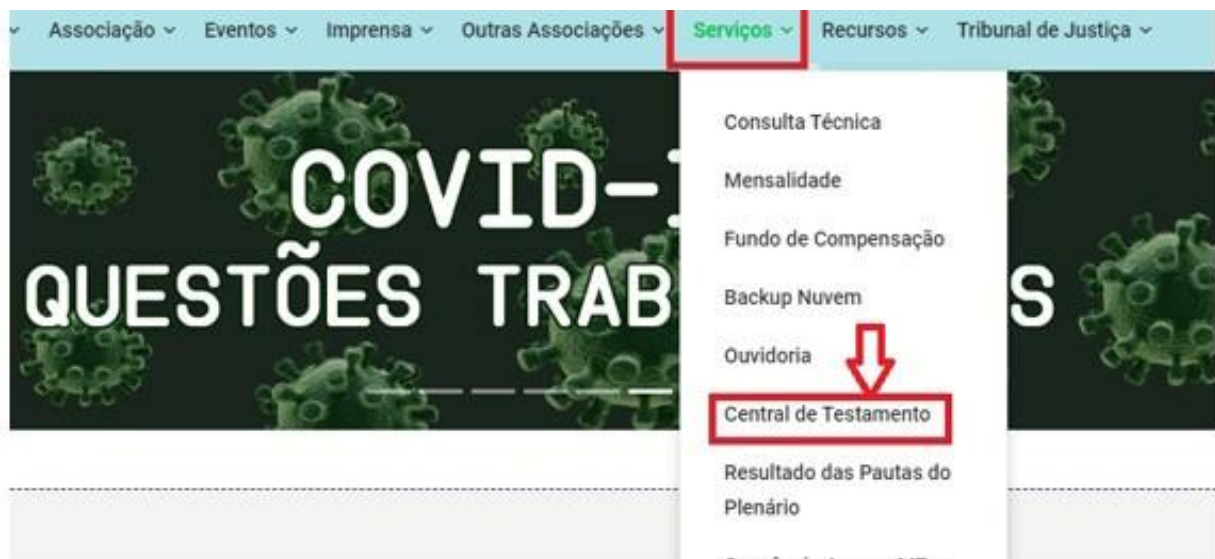 Associação Eventos Imprensa Outras Associações Serviços Recursos Tribunal de Justiça
Consulta Técnica
Mensalidade
Fundo de Compensação
Backup Nuvem
Ouvidoria
Central de Testamento
Resultado das Pautas do
Plenário
COVID-
QUESTÕES TRAB S